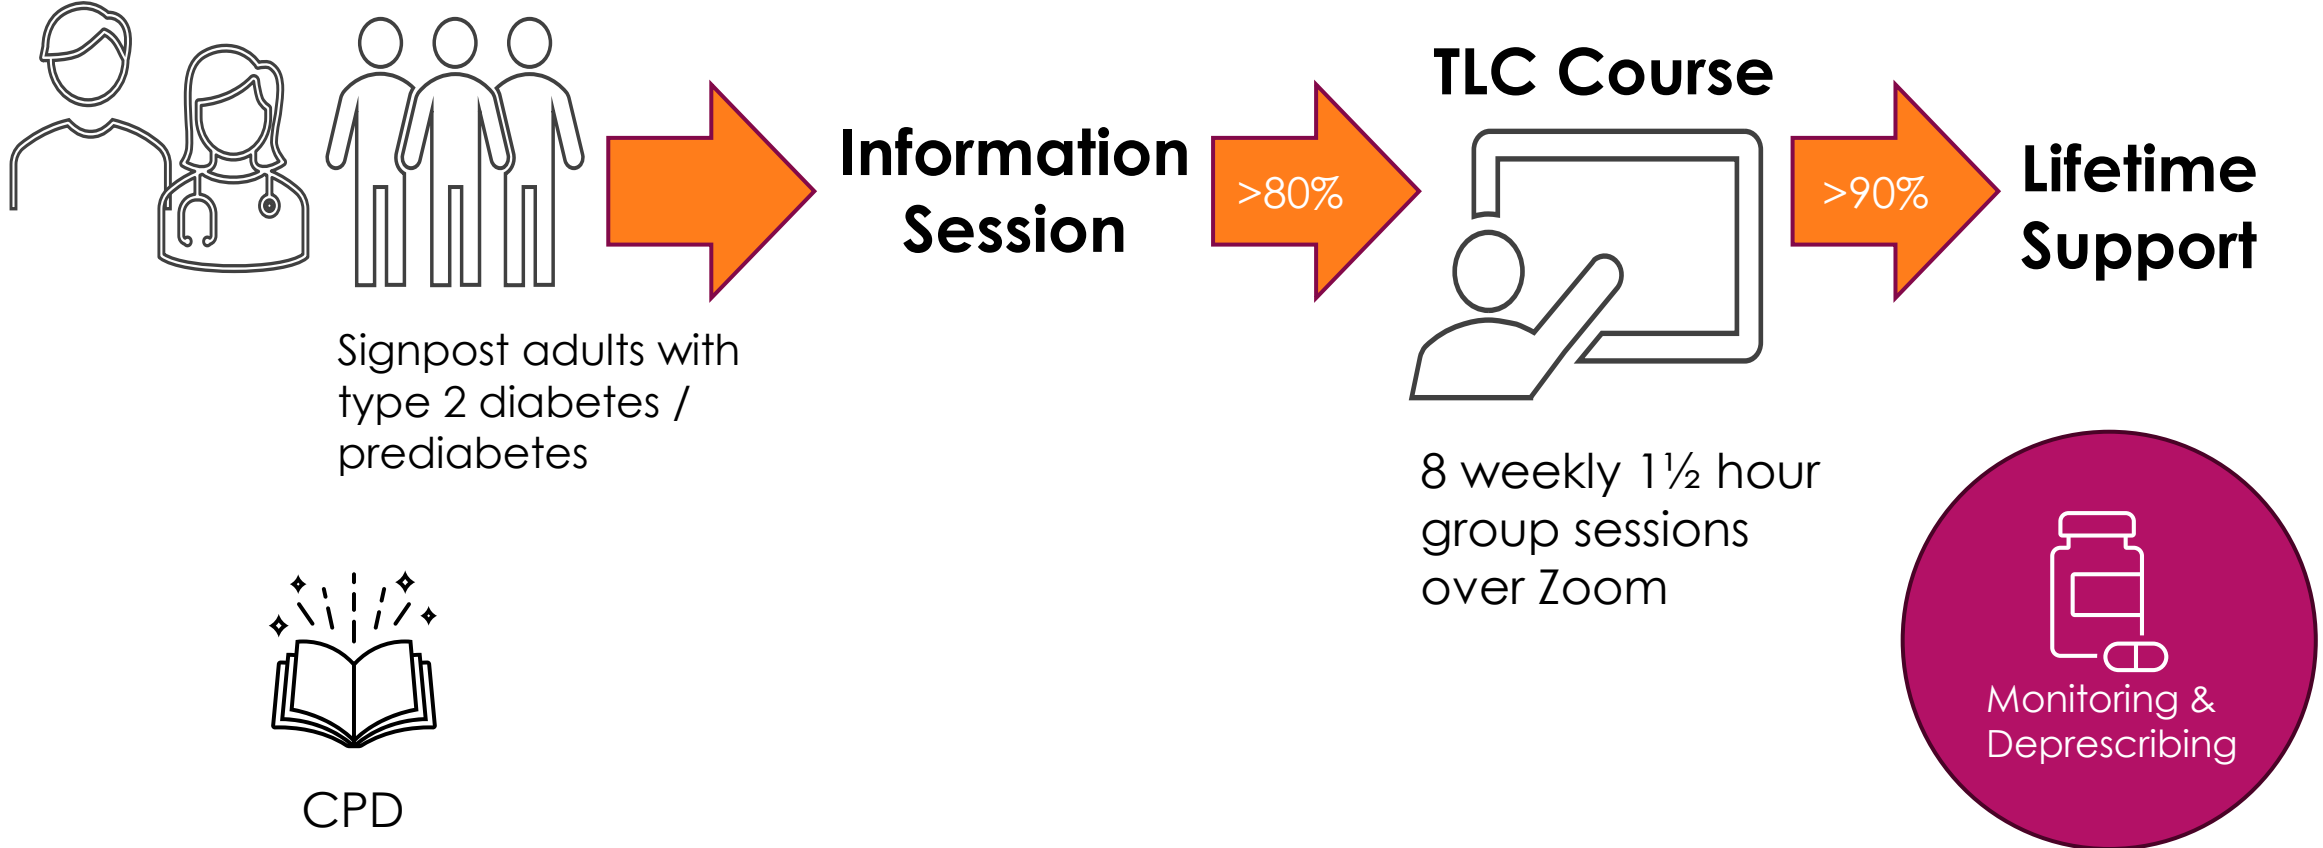 Signpost adults with
type 2 diabetes /
prediabetes
CPD
Information
Session
>80%
TLC Course
8 weekly 1½ hour
group sessions
over Zoom
>90%
Lifetime
Support
Monitoring &
Deprescribing